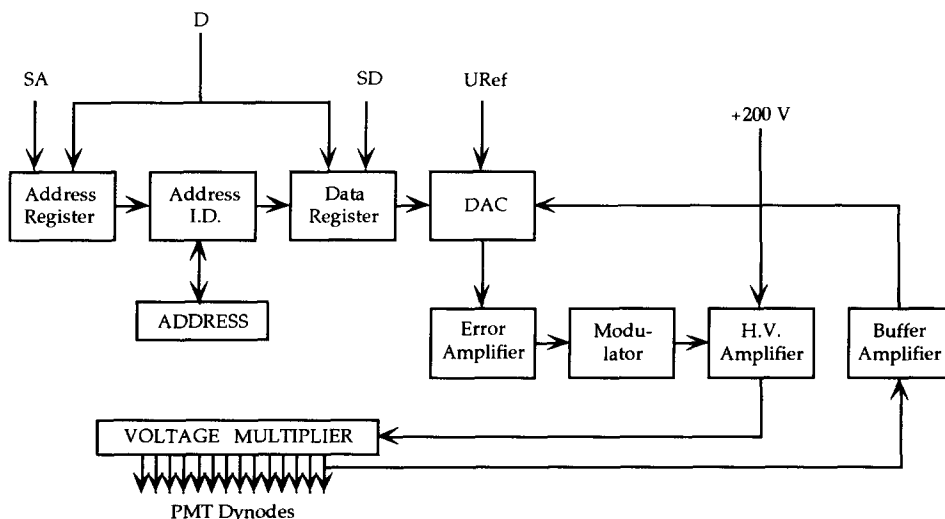 D
SA
SD
URef
+200 V
Address
Register
Address
I.D.
Data
Register
DAC
ADDRESS
Error
Amplifier
Modu-
lator
H.V.
Amplifier
Buffer
Amplifier
VOLTAGE MULTIPLIER
PMT Dynodes